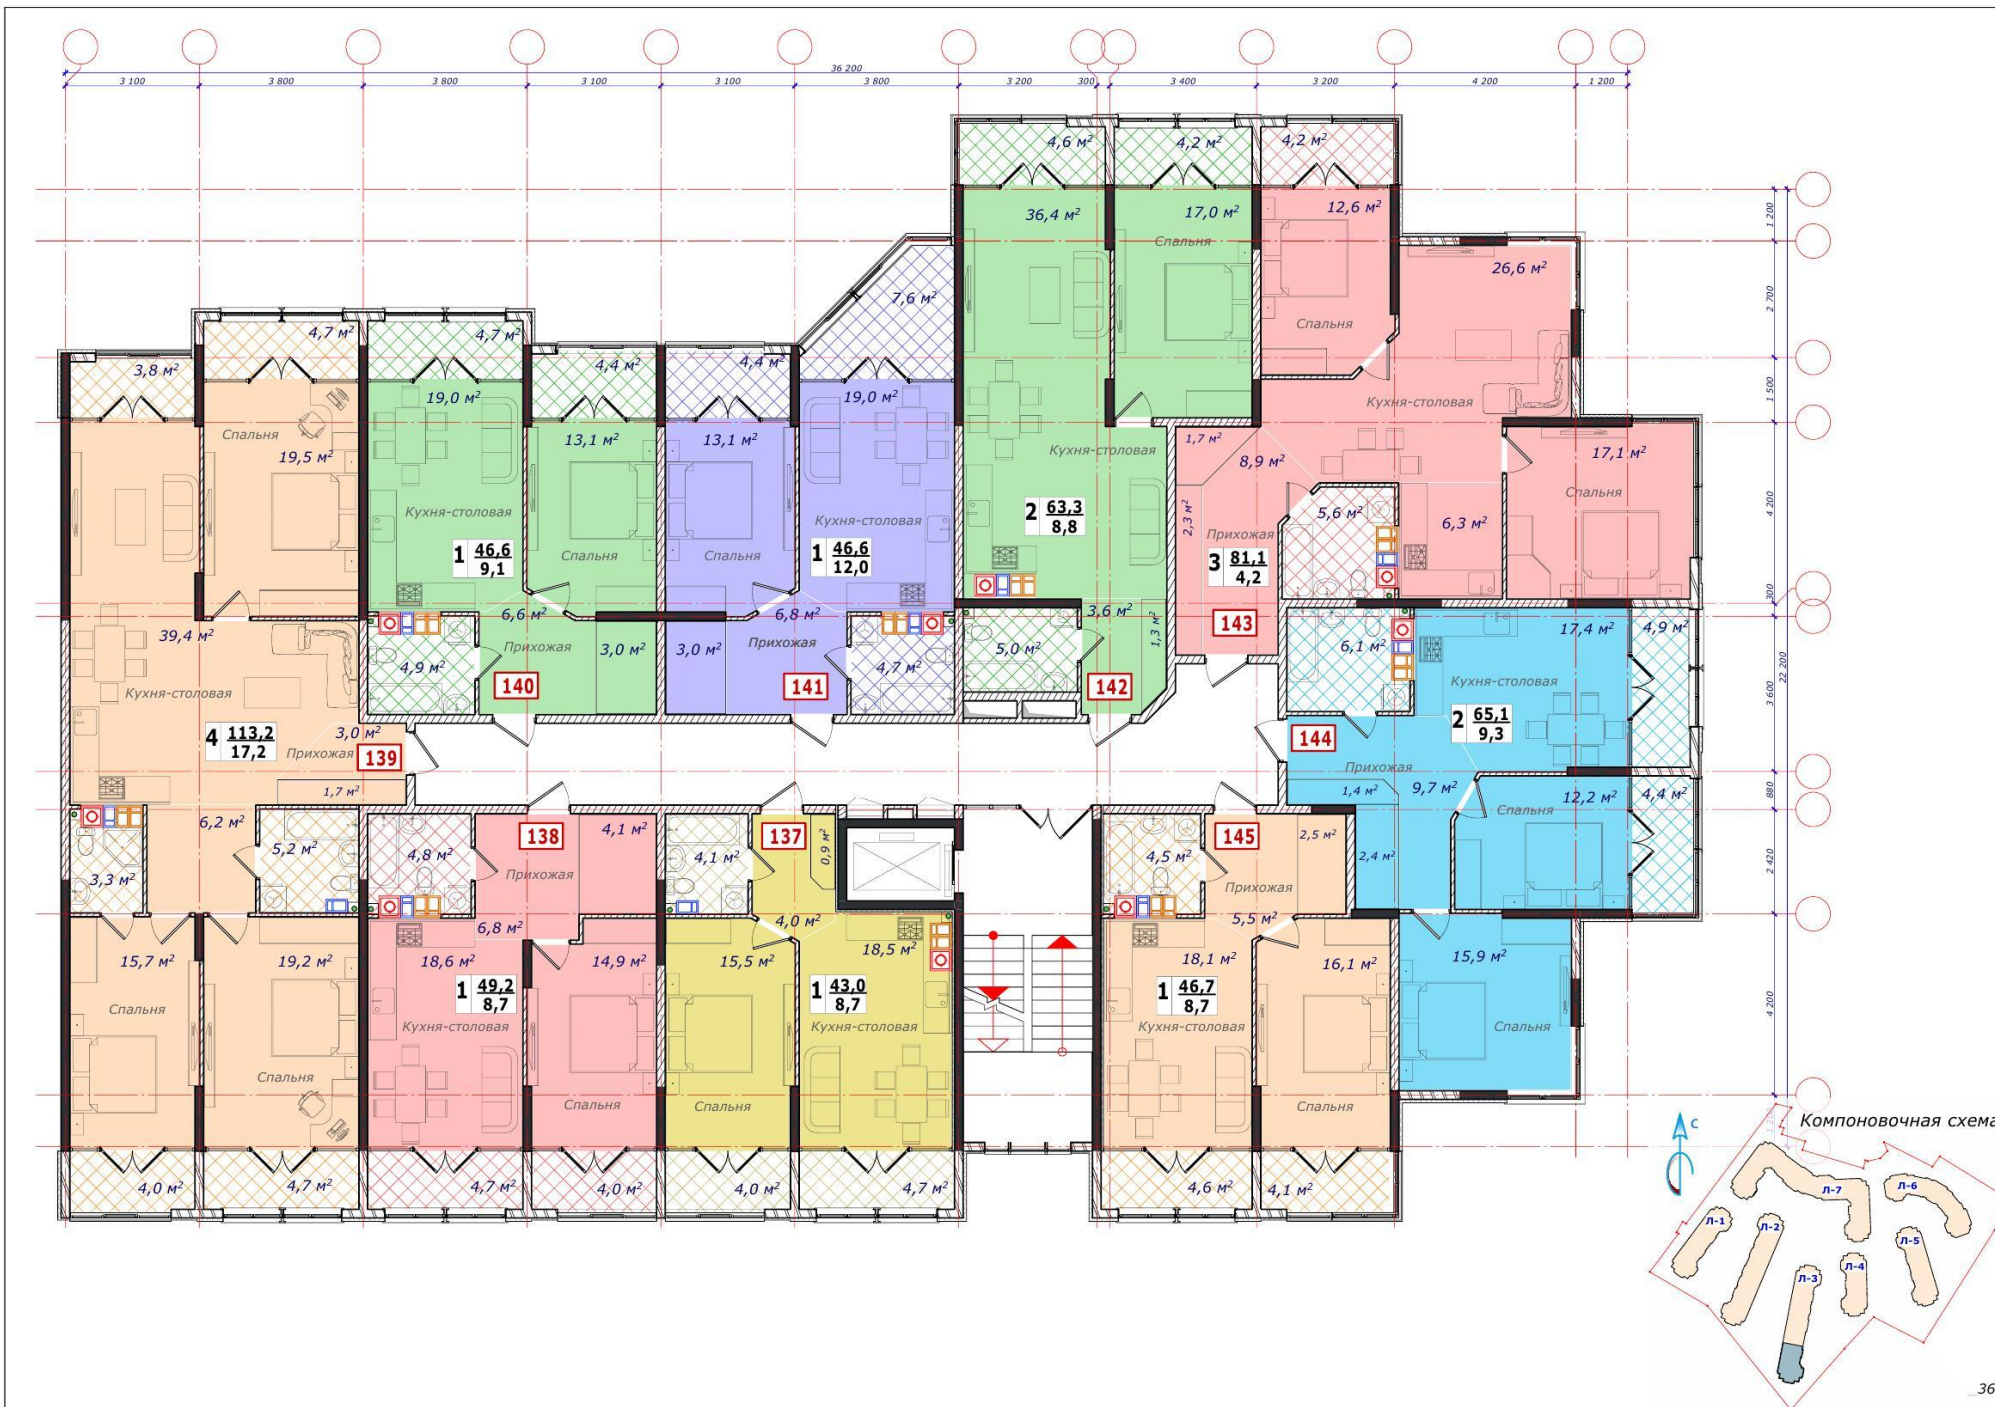 36 200
3 100 3 800 3 800 3 100 3 100 3 800 3 200 300 3 400 3 200 4 200 1 200
4,6 м² 4,2 м² 4,2 м²
36,4 м² 17,0 м² 12,6 м²
1 200
Спальня
26,6 м²
7,6 м²
2 700
Спальня
4,7 м² 4,7 м²
3,8 м² 4,4 м² 4,4 м²
19,0 м² 19,0 м²
1 500
Кухня-столовая
Спальня 13,1 м² 13,1 м²
19,5 м²
Кухня-столовая
1,7 м² 8,9 м²
17,1 м²
Спальня
4 200
Кухня-столовая Кухня-столовая
2 63,3
8,8
2,3 м²
Прихожая
5,6 м² 6,3 м²
1 46,6
9,1
Спальня Спальня
1 46,6
12,0
3 81,1
4,2
300
6,6 м² 6,8 м² 3,6 м²
143
1,3 м²
39,4 м²
17,4 м² 4,9 м²
Прихожая 3,0 м² 3,0 м² Прихожая
5,0 м² 6,1 м²
4,9 м² 4,7 м²
140 141 142
Кухня-столовая Кухня-столовая
22 200
3 600
4 113,2
17,2
3,0 м²
Прихожая
139
144
2 65,1
9,3
Прихожая
1,7 м² 1,4 м² 9,7 м²
12,2 м² 4,4 м²
880
Спальня
6,2 м²
138 4,1 м²
137
145 2,5 м²
5,2 м² 4,8 м² 4,1 м² 0,9 м² 4,5 м² 2,4 м²
2 420
3,3 м²
Прихожая Прихожая
6,8 м² 4,0 м² 5,5 м²
15,7 м² 19,2 м² 18,6 м² 14,9 м² 15,5 м² 18,5 м² 18,1 м² 16,1 м² 15,9 м²
1 49,2
8,7
1 43,0
8,7
1 46,7
8,7
4 200
Спальня Кухня-столовая Кухня-столовая Кухня-столовая Спальня
Спальня Спальня Спальня Спальня
4,0 м² 4,7 м² 4,7 м² 4,0 м² 4,0 м² 4,7 м² 4,6 м² 4,1 м²
С
Компоновочная схема
Л-7 Л-6
Л-1 Л-2 Л-5
Л-3 Л-4
_36